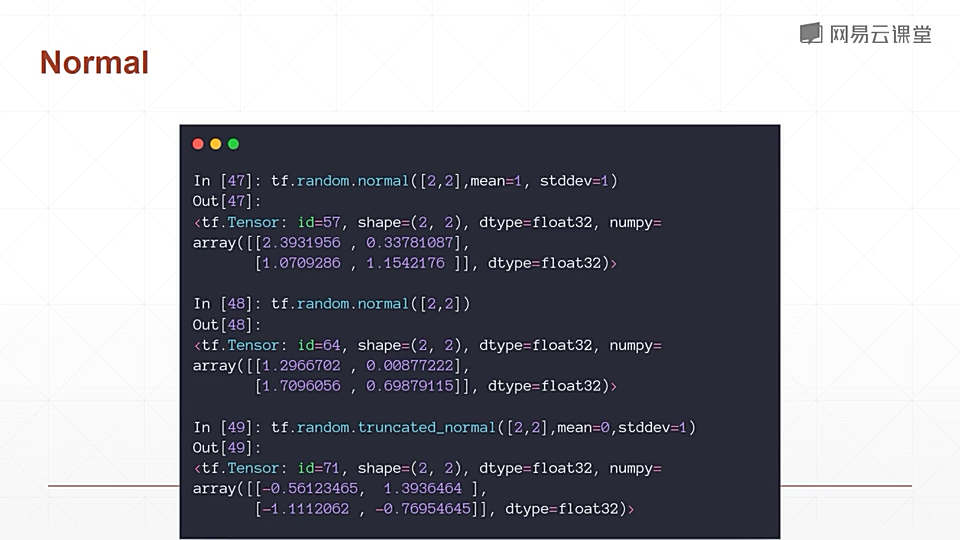 网易云课堂
Normal
In [47]: tf.random.normal([2,2],mean=1, stddev=1)
Out[47]:
<tf.Tensor: id=57, shape=(2, 2), dtype=float32, numpy=
array([[2.3931956 , 0.33781087],
[1.0709286 , 1.1542176 ]], dtype=float32)>
In [48]: tf.random.normal([2,2])
Out[48]:
<tf.Tensor: id=64, shape=(2, 2), dtype=float32, numpy=
array([[1.2966702 , 0.00877222],
[1.7096056 , 0.69879115]], dtype=float32)>
In [49]: tf.random.truncated_normal([2,2],mean=0,stddev=1)
Out[49]:
<tf.Tensor: id=71, shape=(2, 2), dtype=float32, numpy=
array([[-0.56123465,  1.3936464 ],
[-1.1112062 , -0.76954645]], dtype=float32)>